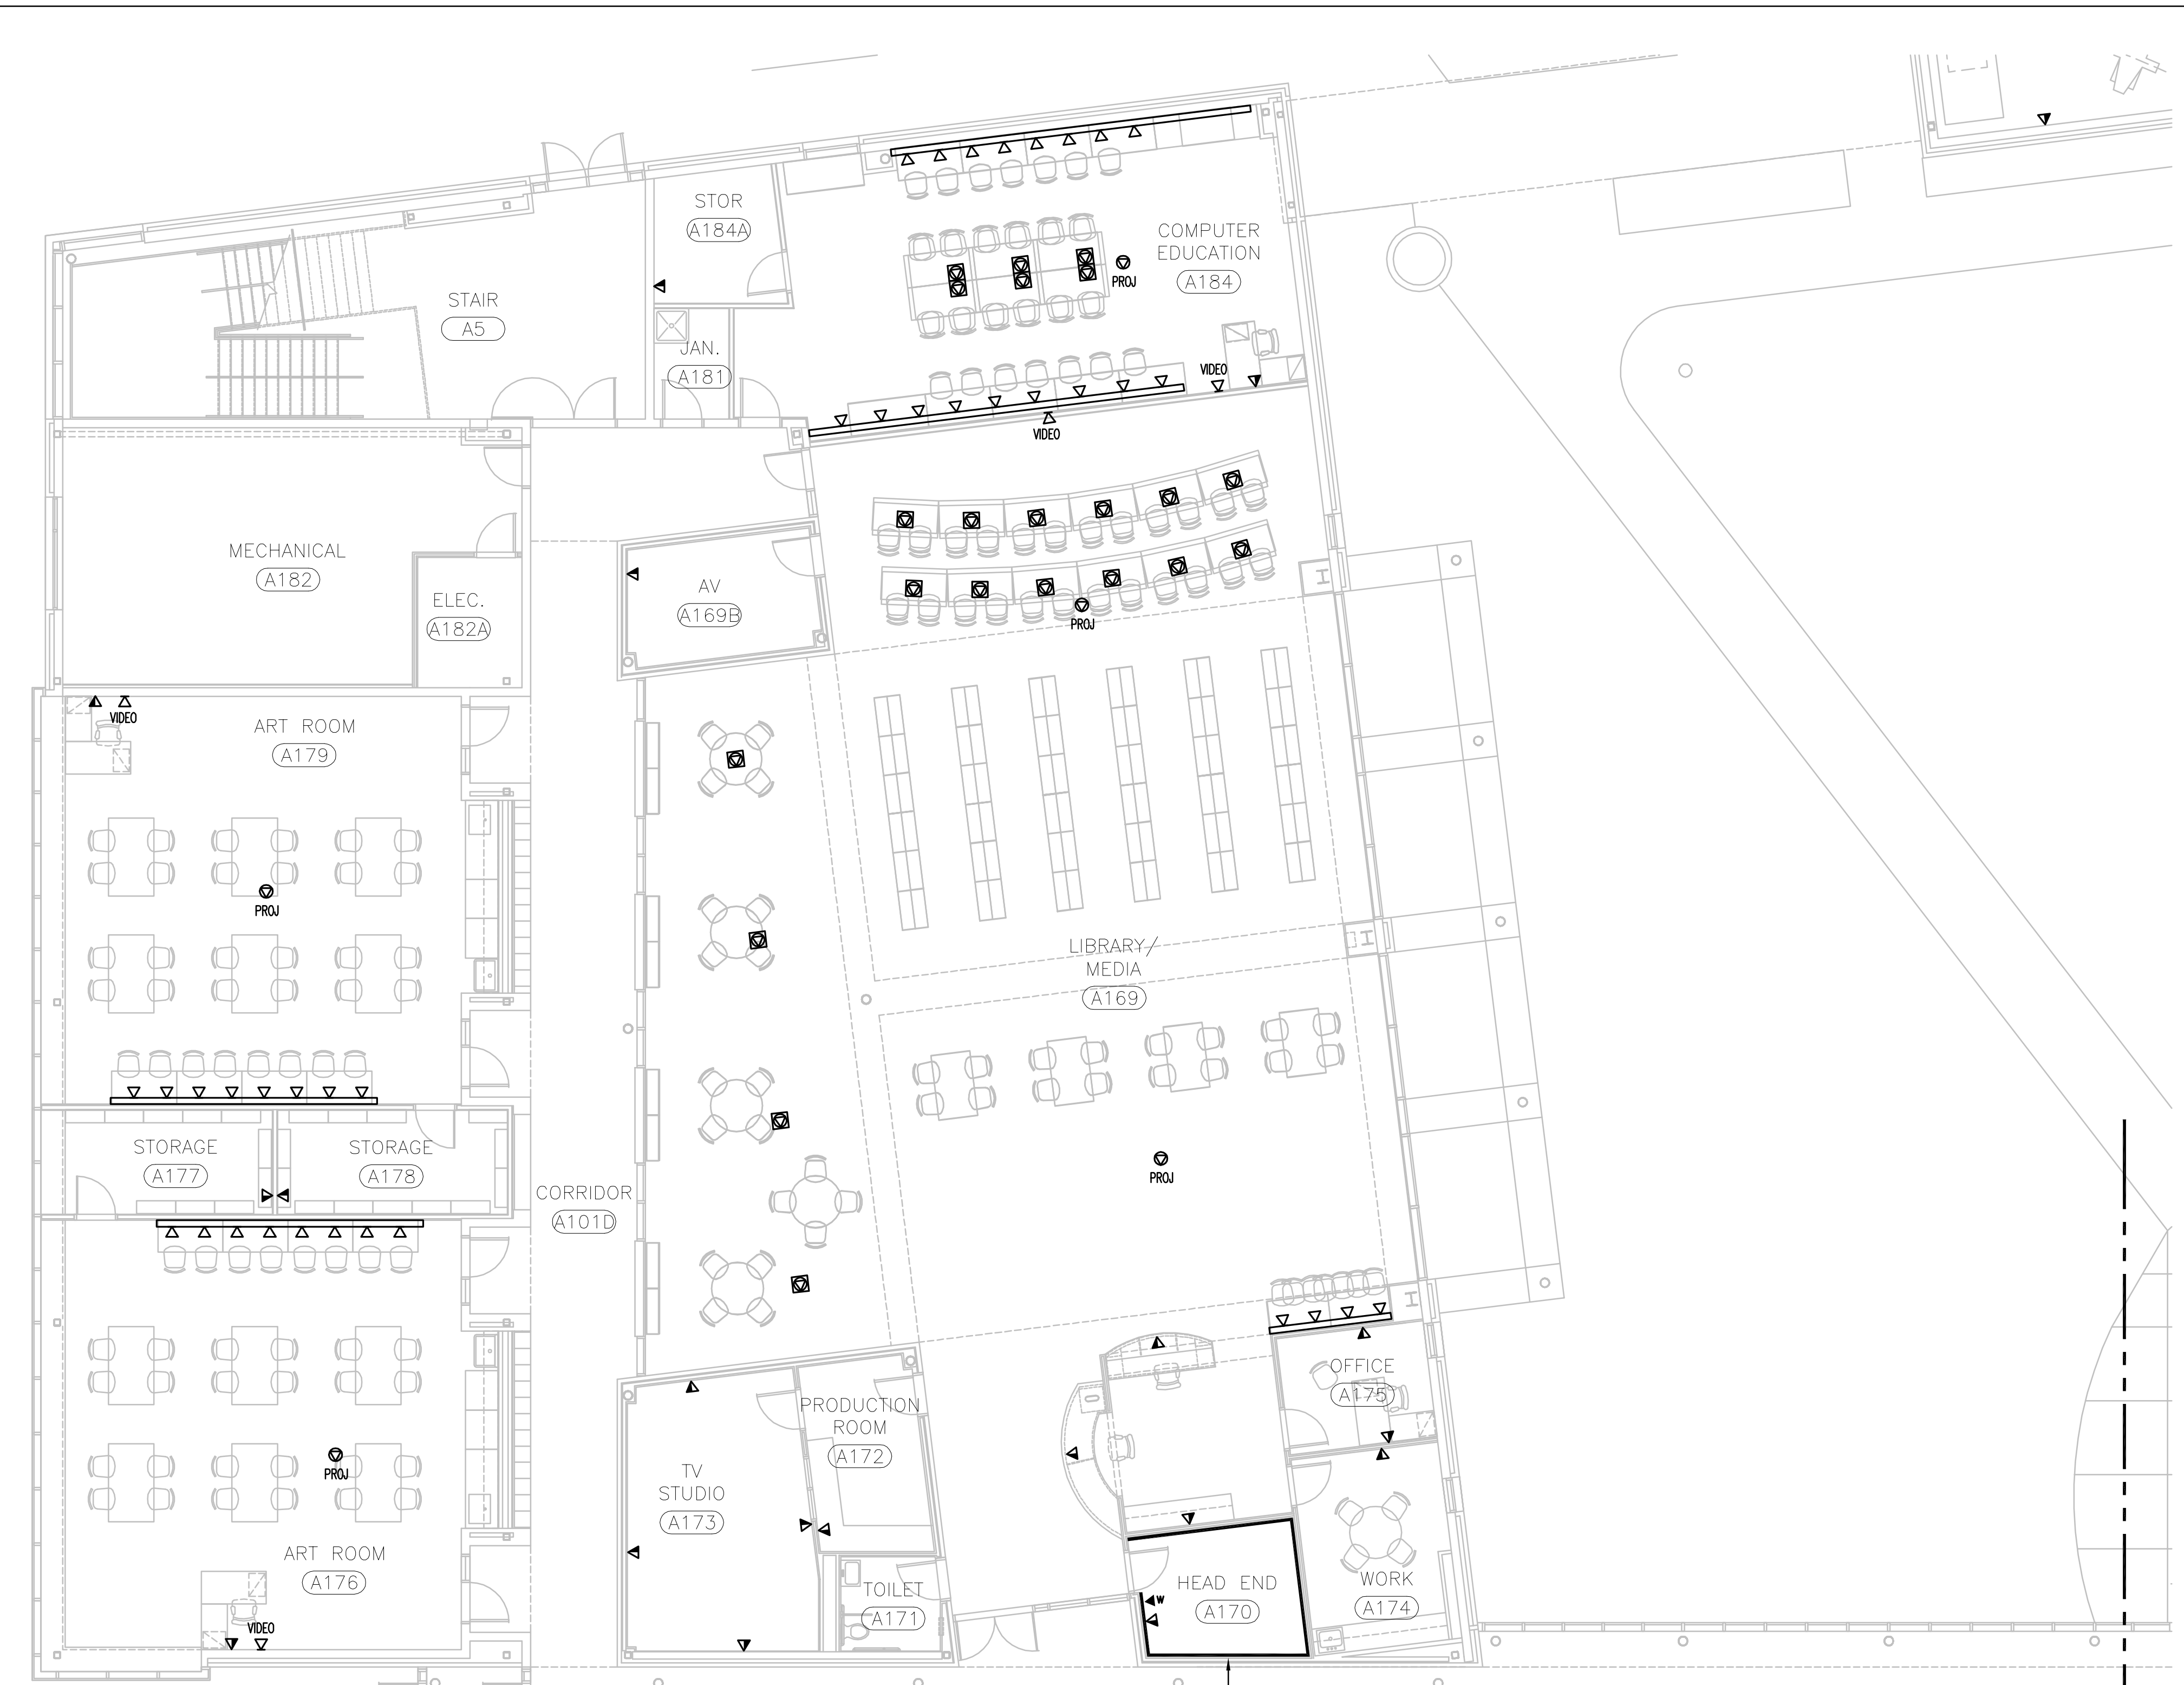 STOR
A184A
COMPUTER
EDUCATION
A184
PROJ
STAIR
A5
JAN.
A181
VIDEO
VIDEO
MECHANICAL
A182
ELEC.
A182A
AV
A169B
PROJ
VIDEO
ART ROOM
A179
PROJ
LIBRARY/
MEDIA
A169
STORAGE
A177
STORAGE
A178
CORRIDOR
A101D
PROJ
OFFICE
A175
PRODUCTION
ROOM
A172
PROJ
TV
STUDIO
A173
ART ROOM
A176
VIDEO
TOILET
A171
HEAD END
A170
W
WORK
A174